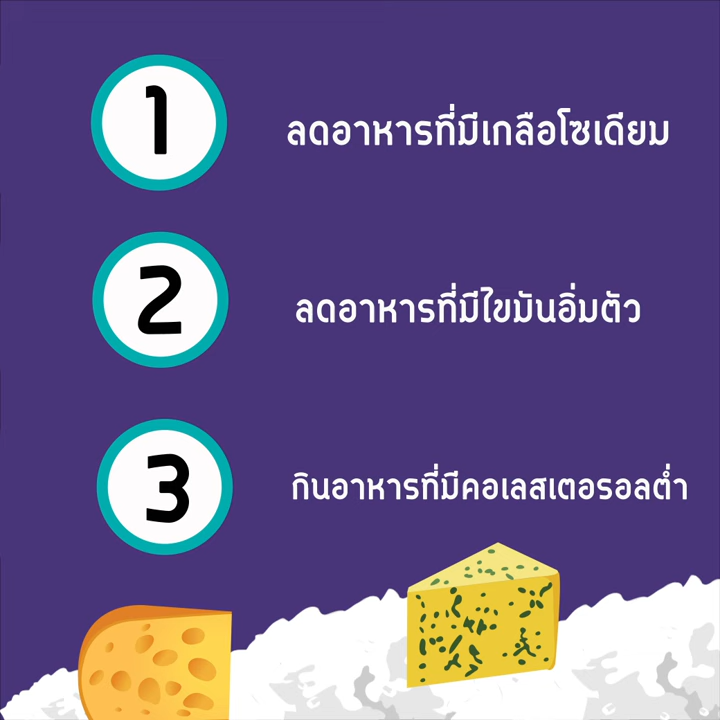 1
ลดอาหารที่มีเกลือโซเดียม
2
ลดอาหารที่มีไขมันอิ่มตัว
3
กินอาหารที่มีคอเลสเตอรอลต่ำ